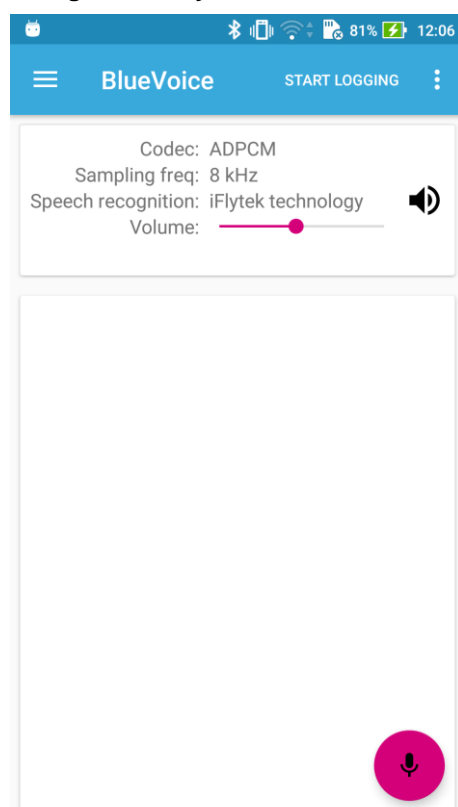 81% 12:06
BlueVoice START LOGGING
Codec: ADPCM
Sampling freq: 8 kHz
Speech recognition: iFlytek technology
Volume: